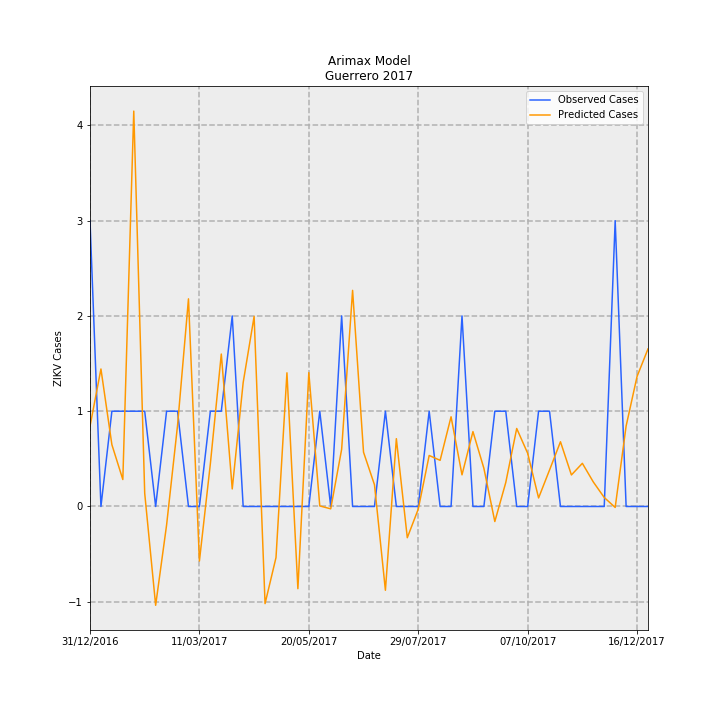 Arimax Model
Guerrero 2017
Observed Cases
Predicted Cases
ZIKV Cases
4
3
2
1
0
−1
31/12/2016 11/03/2017 20/05/2017 29/07/2017 07/10/2017 16/12/2017
Date